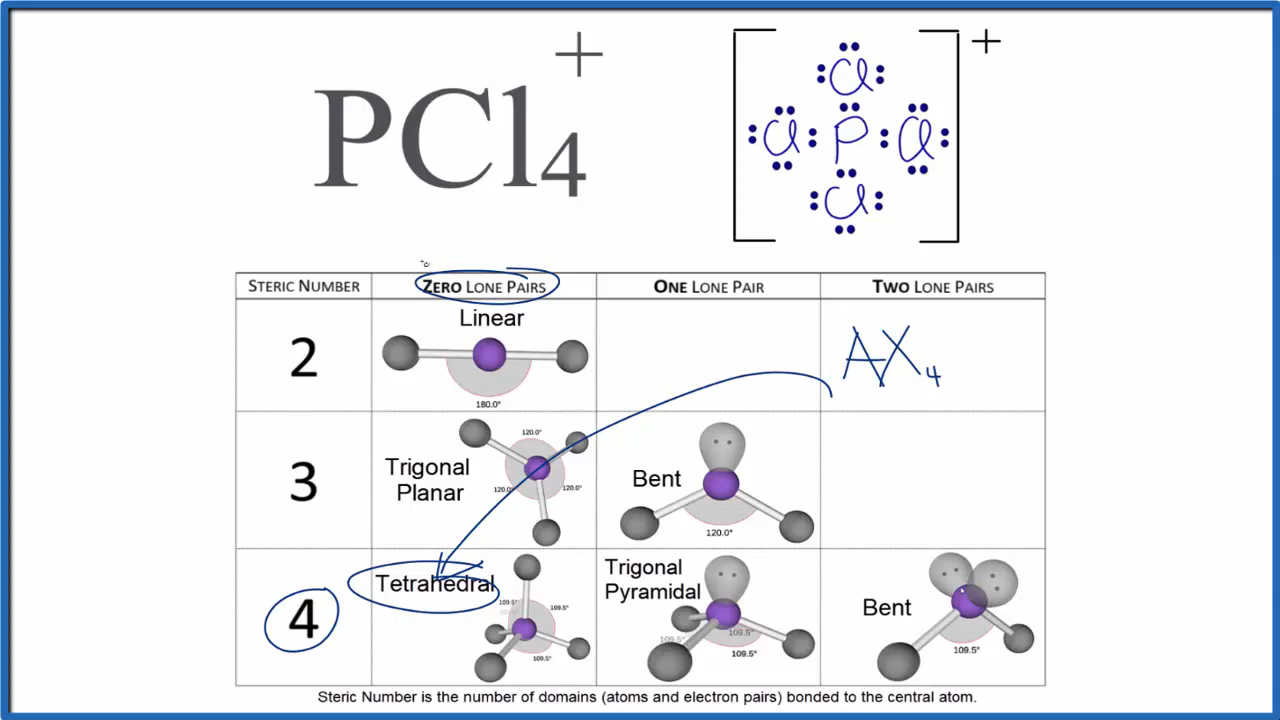 PCl4+
[Cl Cl P Cl Cl]+
STERIC NUMBER ZERO LONE PAIRS ONE LONE PAIR TWO LONE PAIRS
2 Linear 180.0° AX4
3 Trigonal Planar 120.0° 120.0° 120.0° Bent 120.0°
4 Tetrahedral 109.5° 109.5° 109.5° Trigonal Pyramidal 109.5° 109.5° 109.5° Bent 109.5°
Steric Number is the number of domains (atoms and electron pairs) bonded to the central atom.